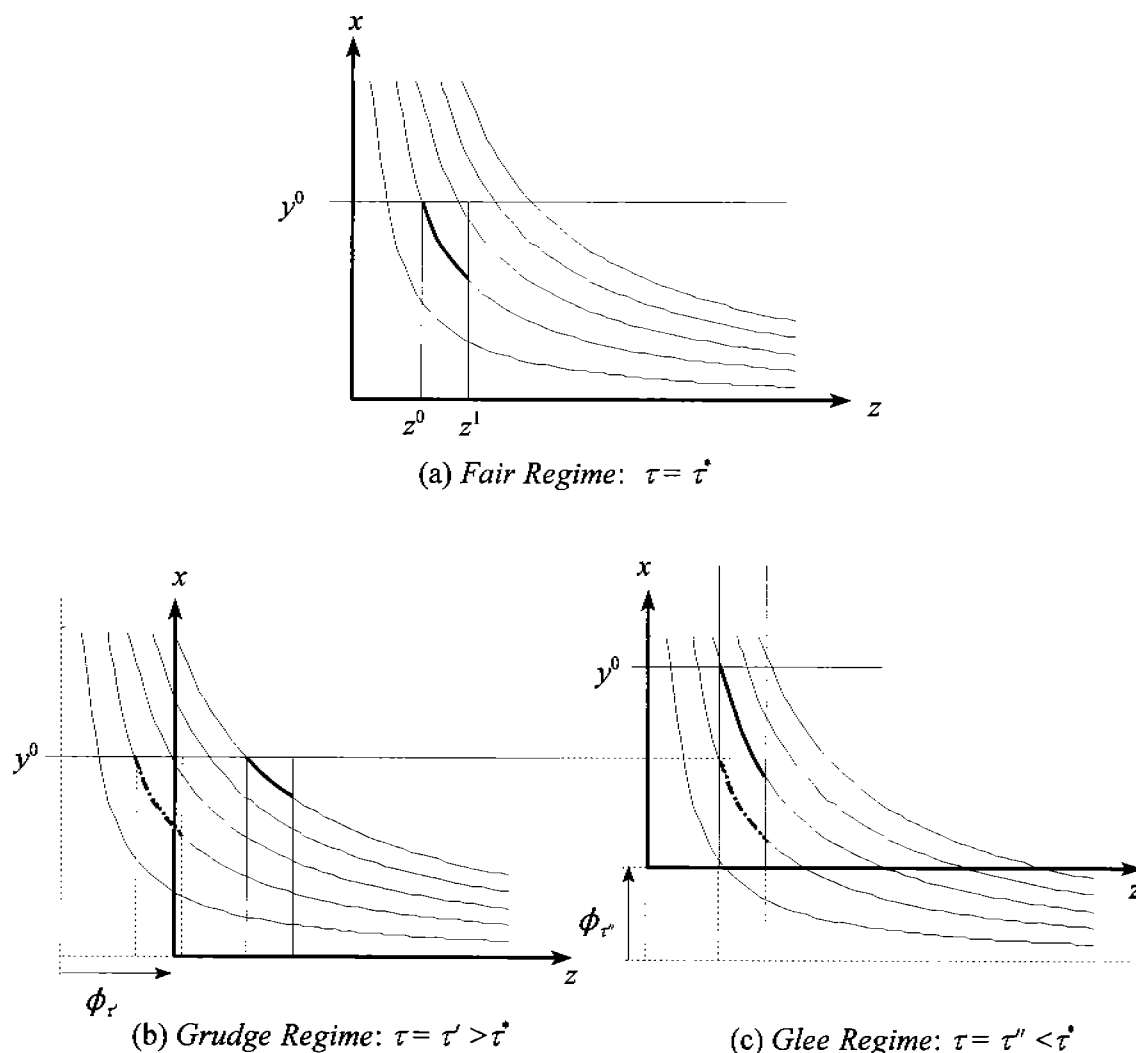 x
y⁰
z⁰ z¹ z
(a) Fair Regime: τ = τ*
x
y⁰
z
ϕτ'
(b) Grudge Regime: τ = τ' > τ*
x
y⁰
z
ϕτ''
(c) Glee Regime: τ = τ'' < τ*